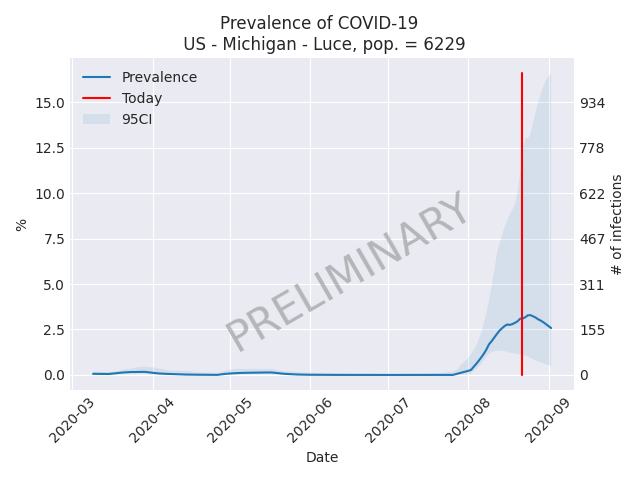 Prevalence of COVID-19
US - Michigan - Luce, pop. = 6229
Prevalence
Today
95CI
15.0
12.5
10.0
7.5
5.0
2.5
0.0
%
934
778
622
467
311
155
0
# of infections
PRELIMINARY
2020-03
2020-04
2020-05
2020-06
2020-07
2020-08
2020-09
Date